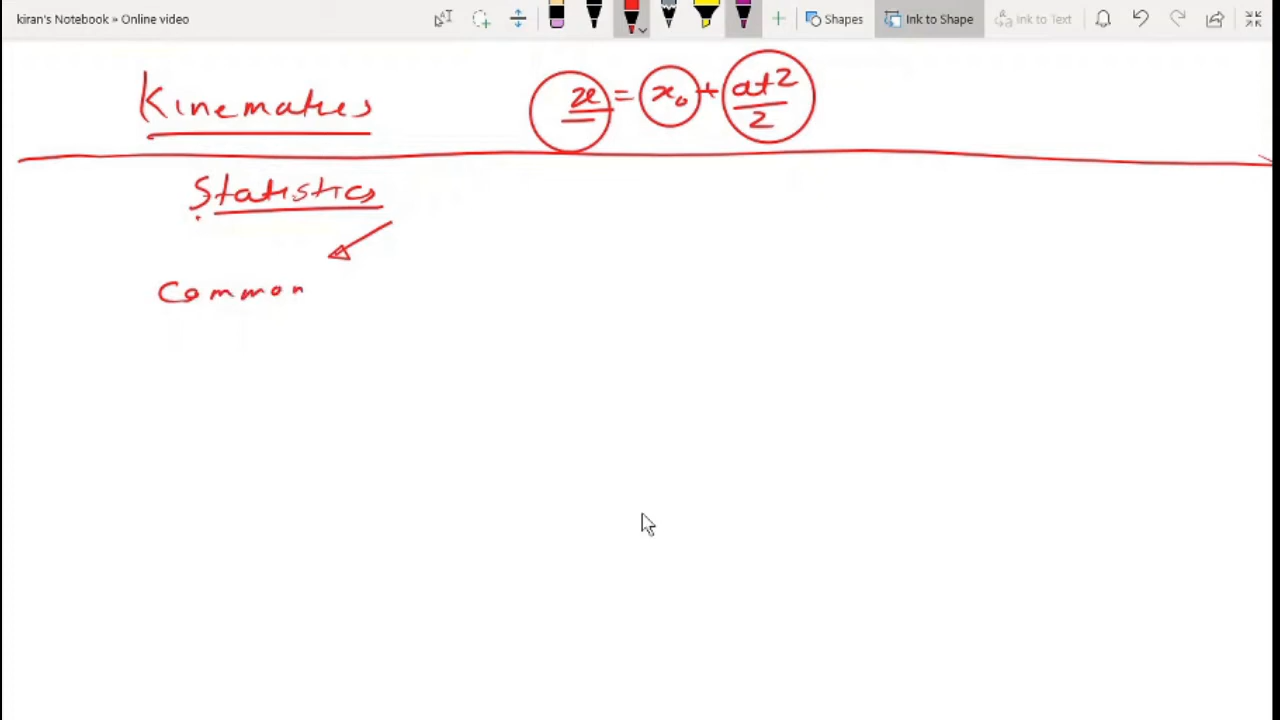 kiran's Notebook » Online video
Shapes
Ink to Shape
Ink to Text
Kinematics x = x₀ + at²/2
Statistics
Common